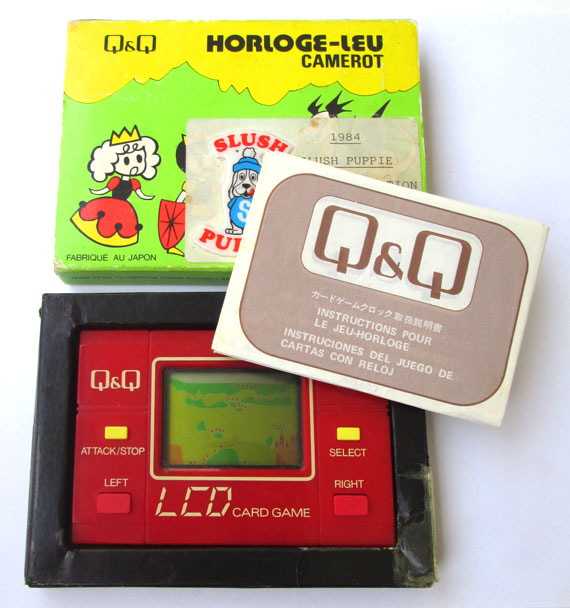 Q&Q
HORLOGE-LEU
CAMEROT
1984
SLUSH
SLUSH PUPPIE
S
PU
FABRIQUE AU JAPON
Q&Q
カードゲームクロック取扱説明書
INSTRUCTIONS POUR
LE JEU-HORLOGE
INSTRUCIONES DEL JUEGO DE
CARTAS CON RELOJ
Q&Q
ATTACK/STOP
SELECT
LEFT
RIGHT
LCD CARD GAME